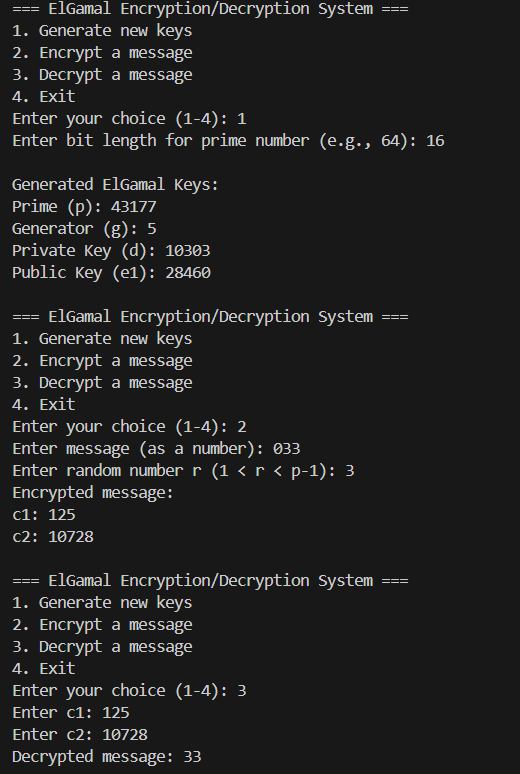 === ElGamal Encryption/Decryption System ===
1. Generate new keys
2. Encrypt a message
3. Decrypt a message
4. Exit
Enter your choice (1-4): 1
Enter bit length for prime number (e.g., 64): 16
Generated ElGamal Keys:
Prime (p): 43177
Generator (g): 5
Private Key (d): 10303
Public Key (e1): 28460
=== ElGamal Encryption/Decryption System ===
1. Generate new keys
2. Encrypt a message
3. Decrypt a message
4. Exit
Enter your choice (1-4): 2
Enter message (as a number): 033
Enter random number r (1 < r < p-1): 3
Encrypted message:
c1: 125
c2: 10728
=== ElGamal Encryption/Decryption System ===
1. Generate new keys
2. Encrypt a message
3. Decrypt a message
4. Exit
Enter your choice (1-4): 3
Enter c1: 125
Enter c2: 10728
Decrypted message: 33